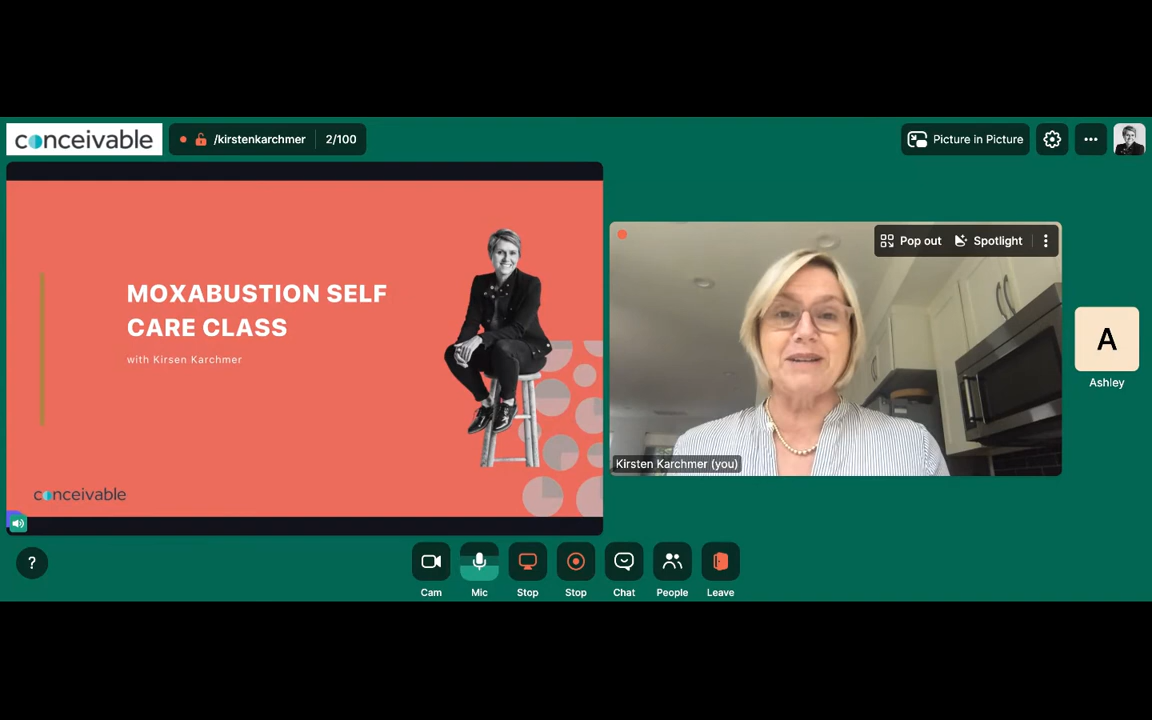 conceivable
/kirstenkarchmer
2/100
Picture in Picture
MOXABUSTION SELF
CARE CLASS
with Kirsen Karchmer
conceivable
Pop out
Spotlight
Kirsten Karchmer (you)
A
Ashley
?
Cam
Mic
Stop
Stop
Chat
People
Leave